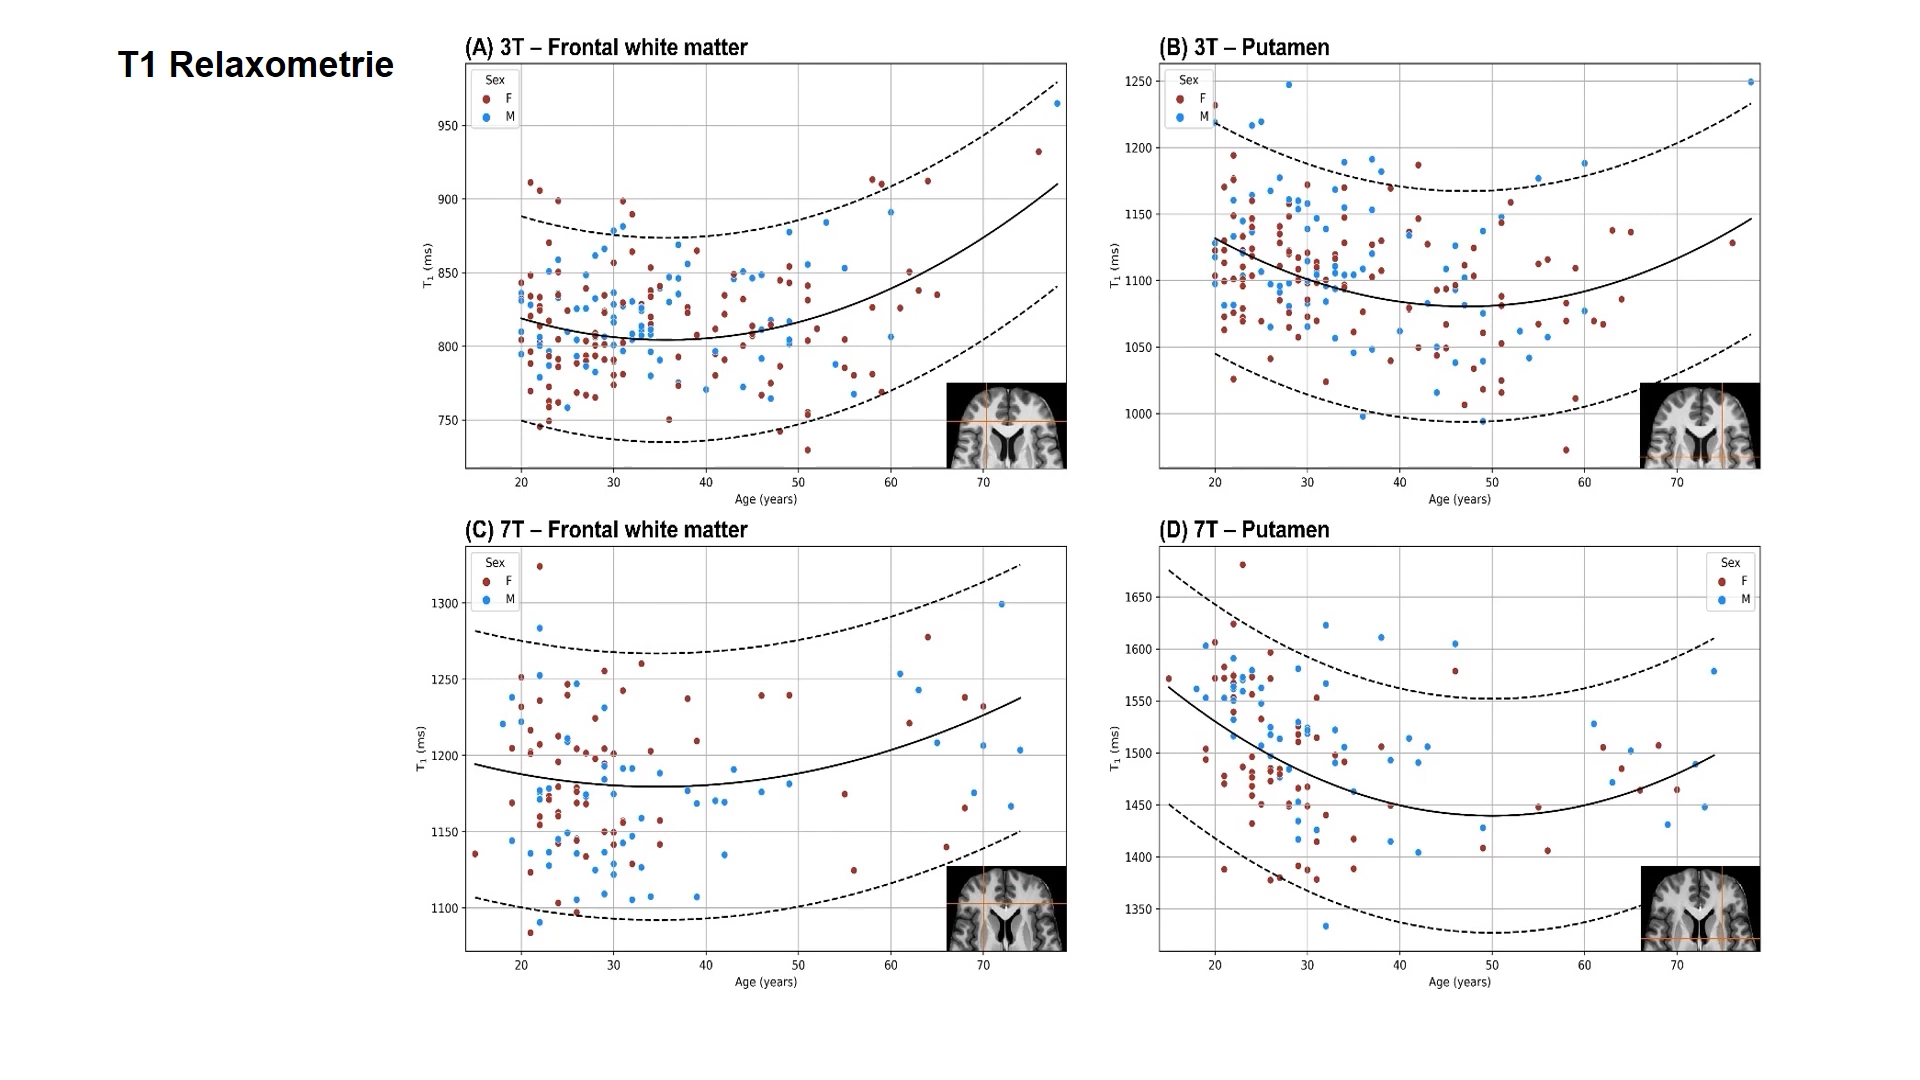 T1 Relaxometrie
(A) 3T – Frontal white matter
Sex
F
M
950
900
850
800
750
T₁ (ms)
20 30 40 50 60 70
Age (years)
(B) 3T – Putamen
Sex
F
M
1250
1200
1150
1100
1050
1000
T₁ (ms)
20 30 40 50 60 70
Age (years)
(C) 7T – Frontal white matter
Sex
F
M
1300
1250
1200
1150
1100
T₁ (ms)
20 30 40 50 60 70
Age (years)
(D) 7T – Putamen
Sex
F
M
1650
1600
1550
1500
1450
1400
1350
T₁ (ms)
20 30 40 50 60 70
Age (years)